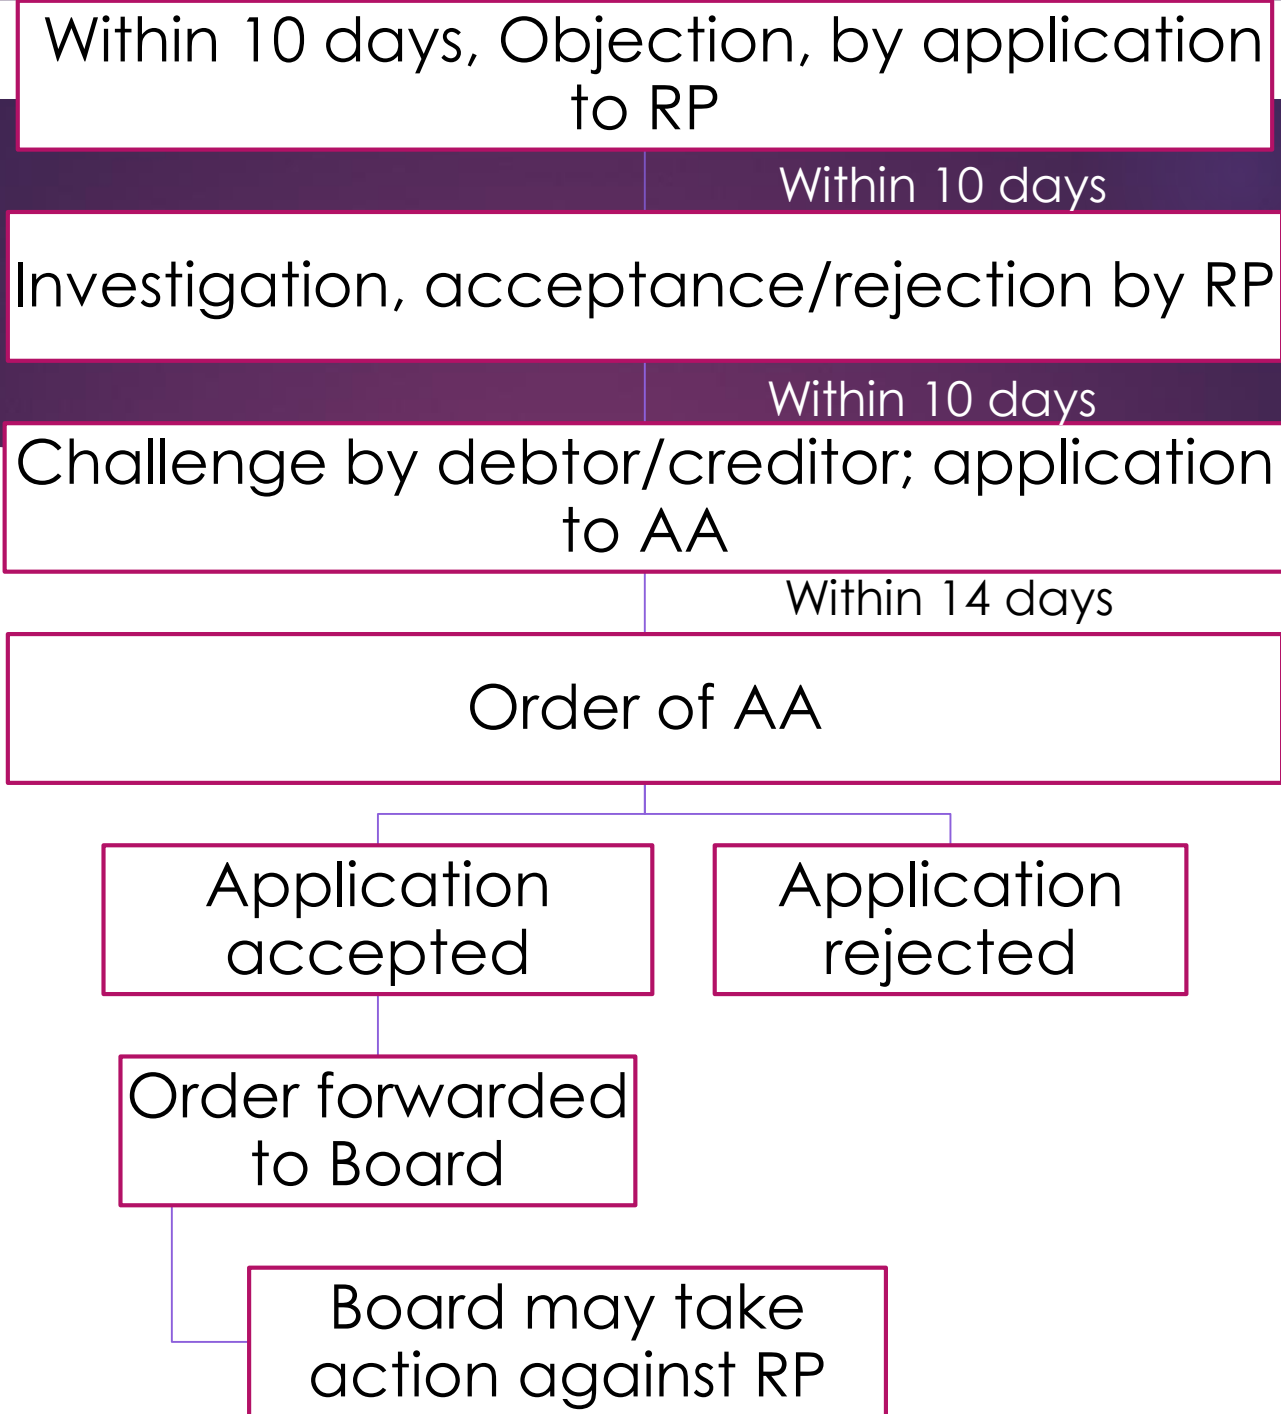 Within 10 days, Objection, by application
to RP
Within 10 days
Investigation, acceptance/rejection by RP
Within 10 days
Challenge by debtor/creditor; application
to AA
Within 14 days
Order of AA
Application
accepted
Application
rejected
Order forwarded
to Board
Board may take
action against RP